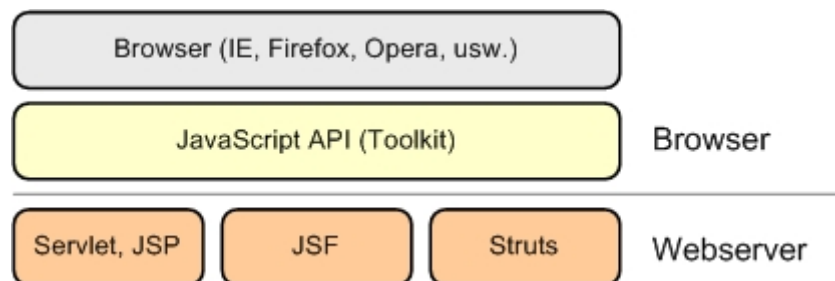 Browser (IE, Firefox, Opera, usw.)
JavaScript API (Toolkit)
Browser
Servlet, JSP
JSF
Struts
Webserver